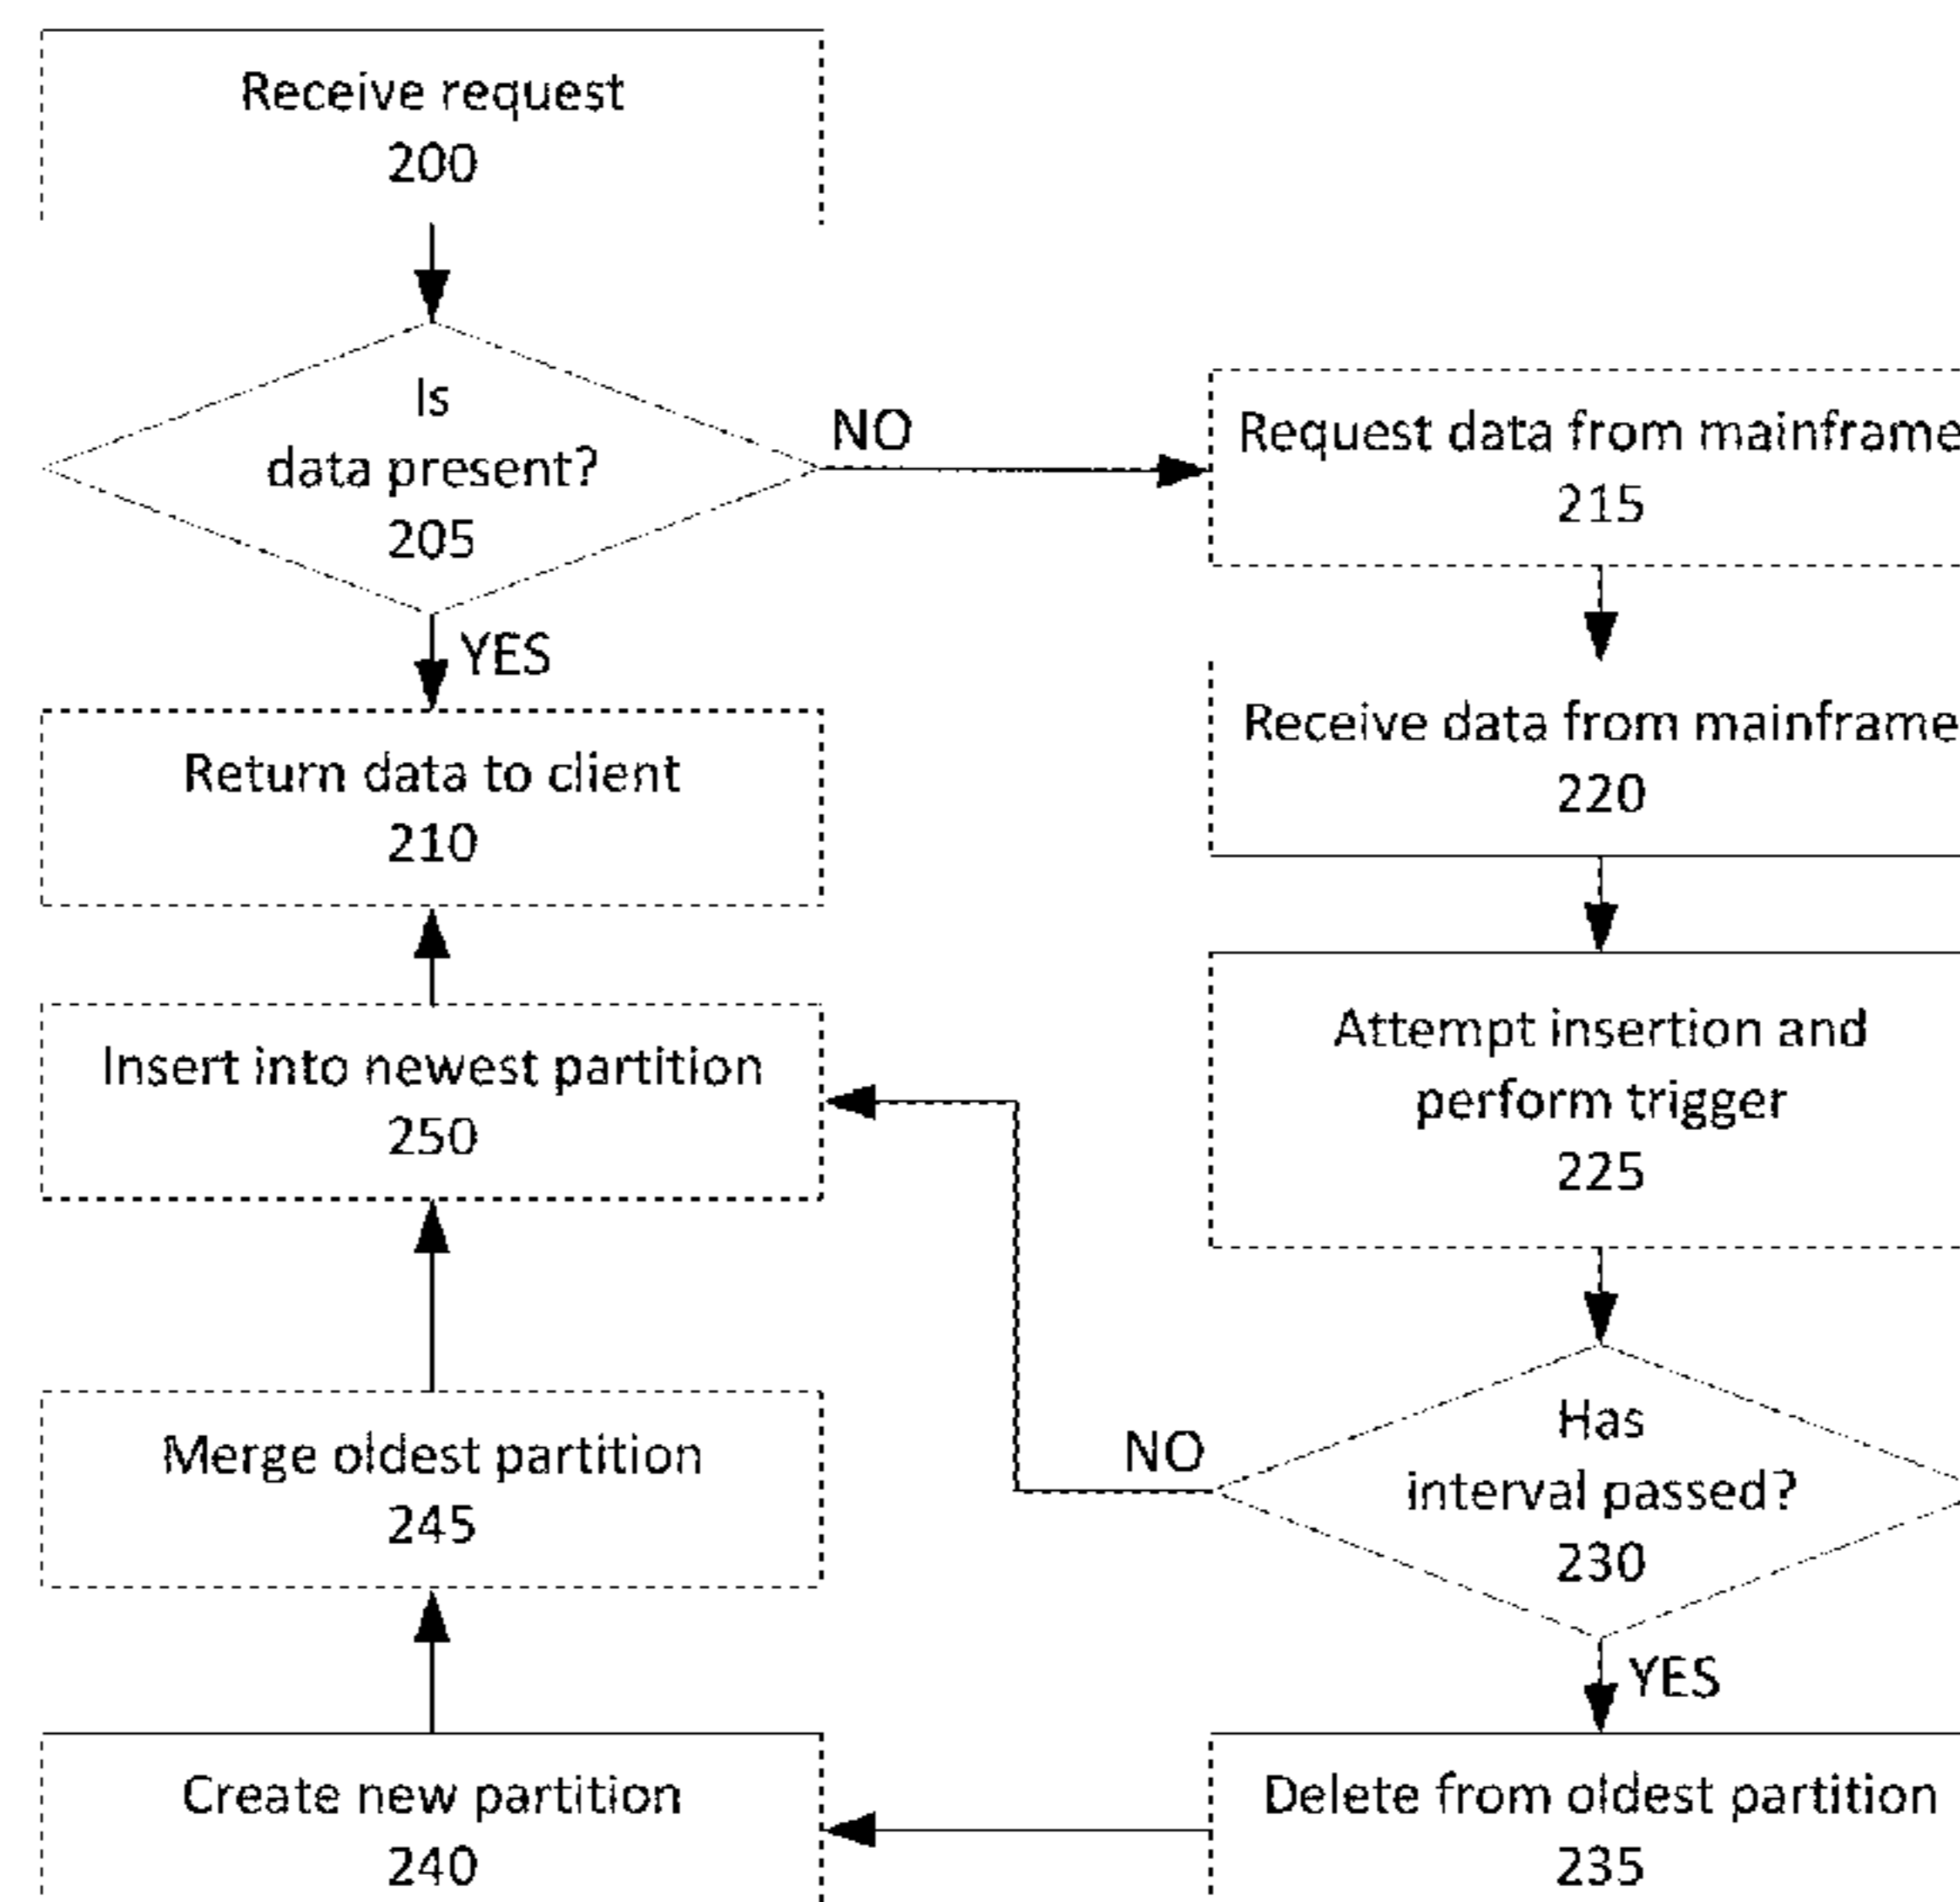 Receive request
200
Is
data present?
205
NO
YES
Return data to client
210
Request data from mainframe
215
Receive data from mainframe
220
Attempt insertion and
perform trigger
225
Has
interval passed?
230
NO
YES
Delete from oldest partition
235
Create new partition
240
Merge oldest partition
245
Insert into newest partition
250